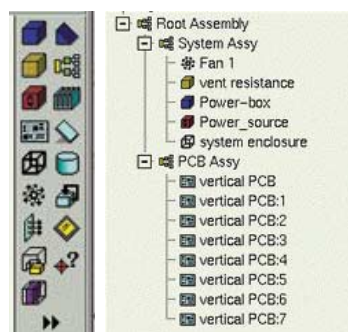 Root Assembly
System Assy
Fan 1
vent resistance
Power-box
Power_source
system enclosure
PCB Assy
vertical PCB
vertical PCB:1
vertical PCB:2
vertical PCB:3
vertical PCB:4
vertical PCB:5
vertical PCB:6
vertical PCB:7